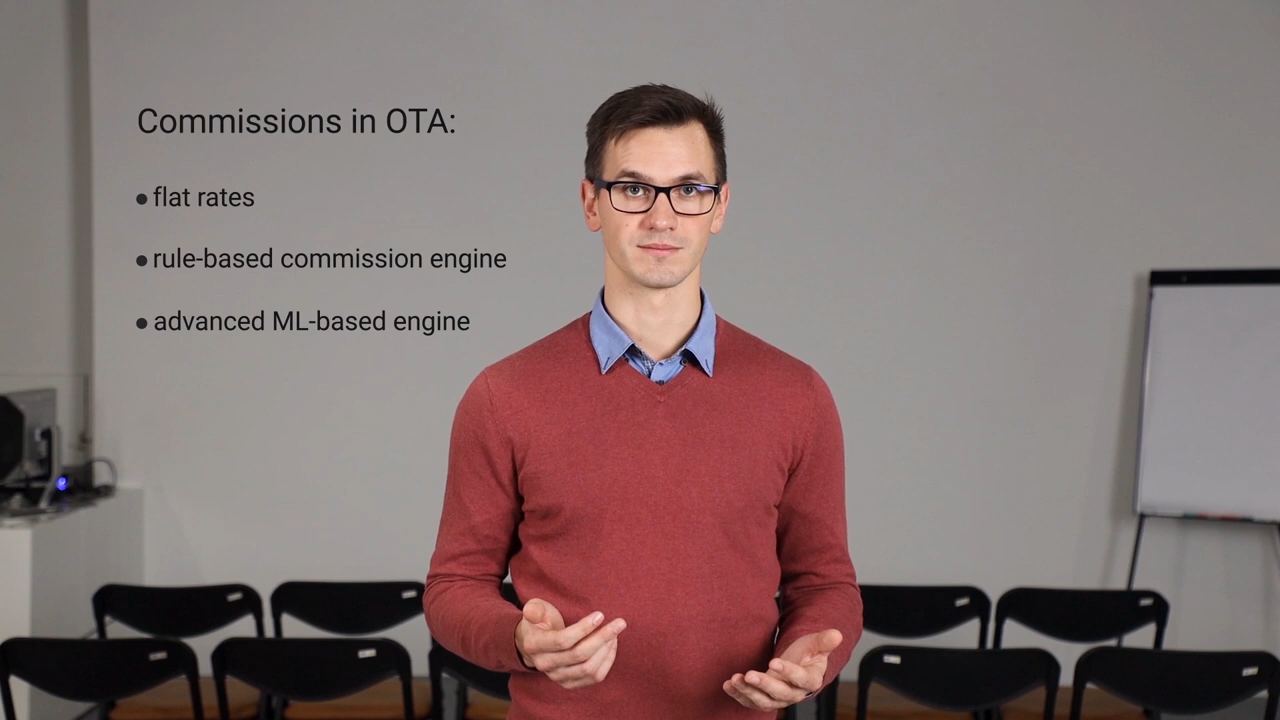 Commissions in OTA:
● flat rates
● rule-based commission engine
● advanced ML-based engine